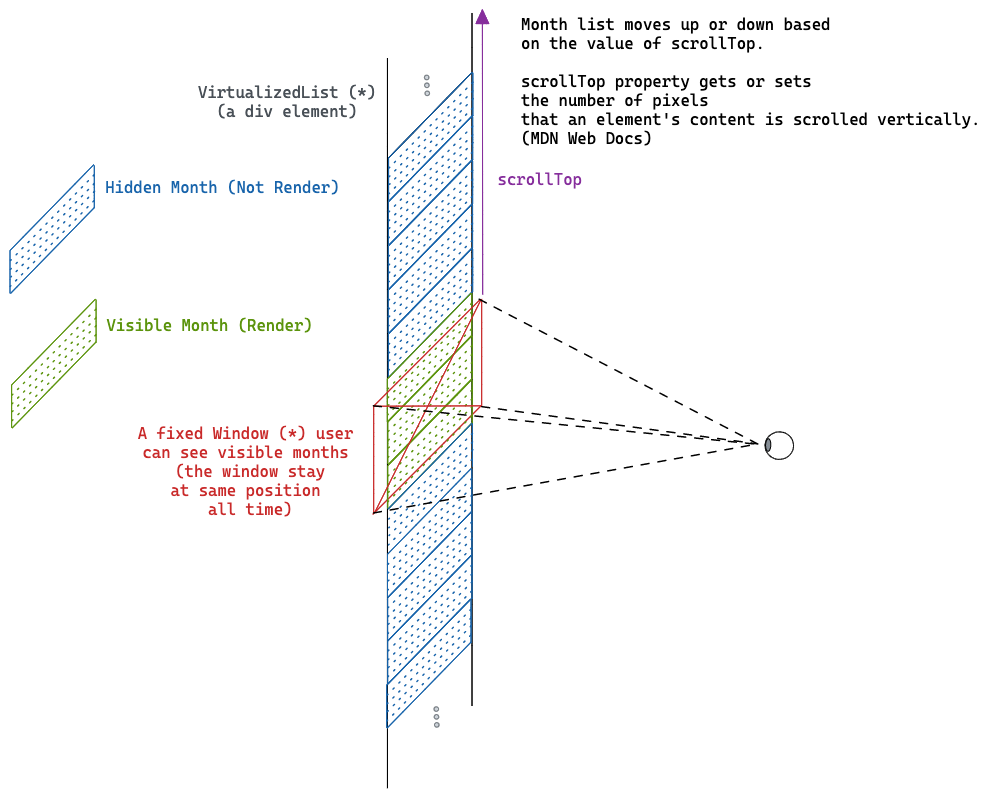 Month list moves up or down based
on the value of scrollTop.
scrollTop property gets or sets
the number of pixels
that an element's content is scrolled vertically.
(MDN Web Docs)
VirtualizedList (*)
(a div element)
scrollTop
Hidden Month (Not Render)
Visible Month (Render)
A fixed Window (*) user
can see visible months
(the window stay
at same position
all time)